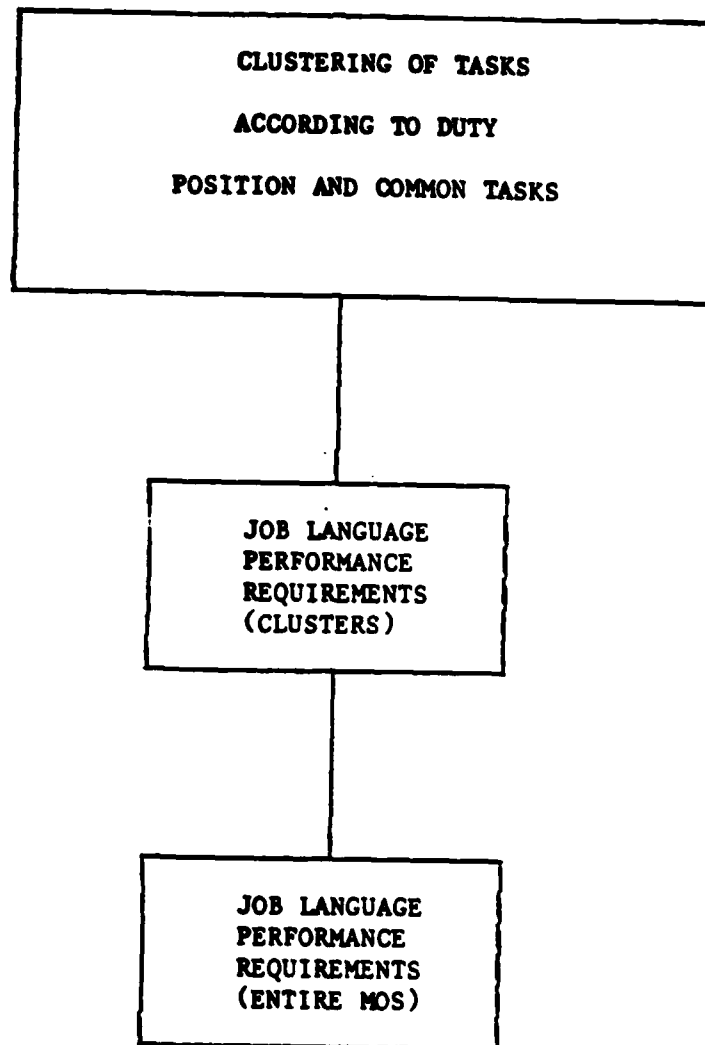 CLUSTERING OF TASKS
ACCORDING TO DUTY
POSITION AND COMMON TASKS
JOB LANGUAGE
PERFORMANCE
REQUIREMENTS
(CLUSTERS)
JOB LANGUAGE
PERFORMANCE
REQUIREMENTS
(ENTIRE MOS)